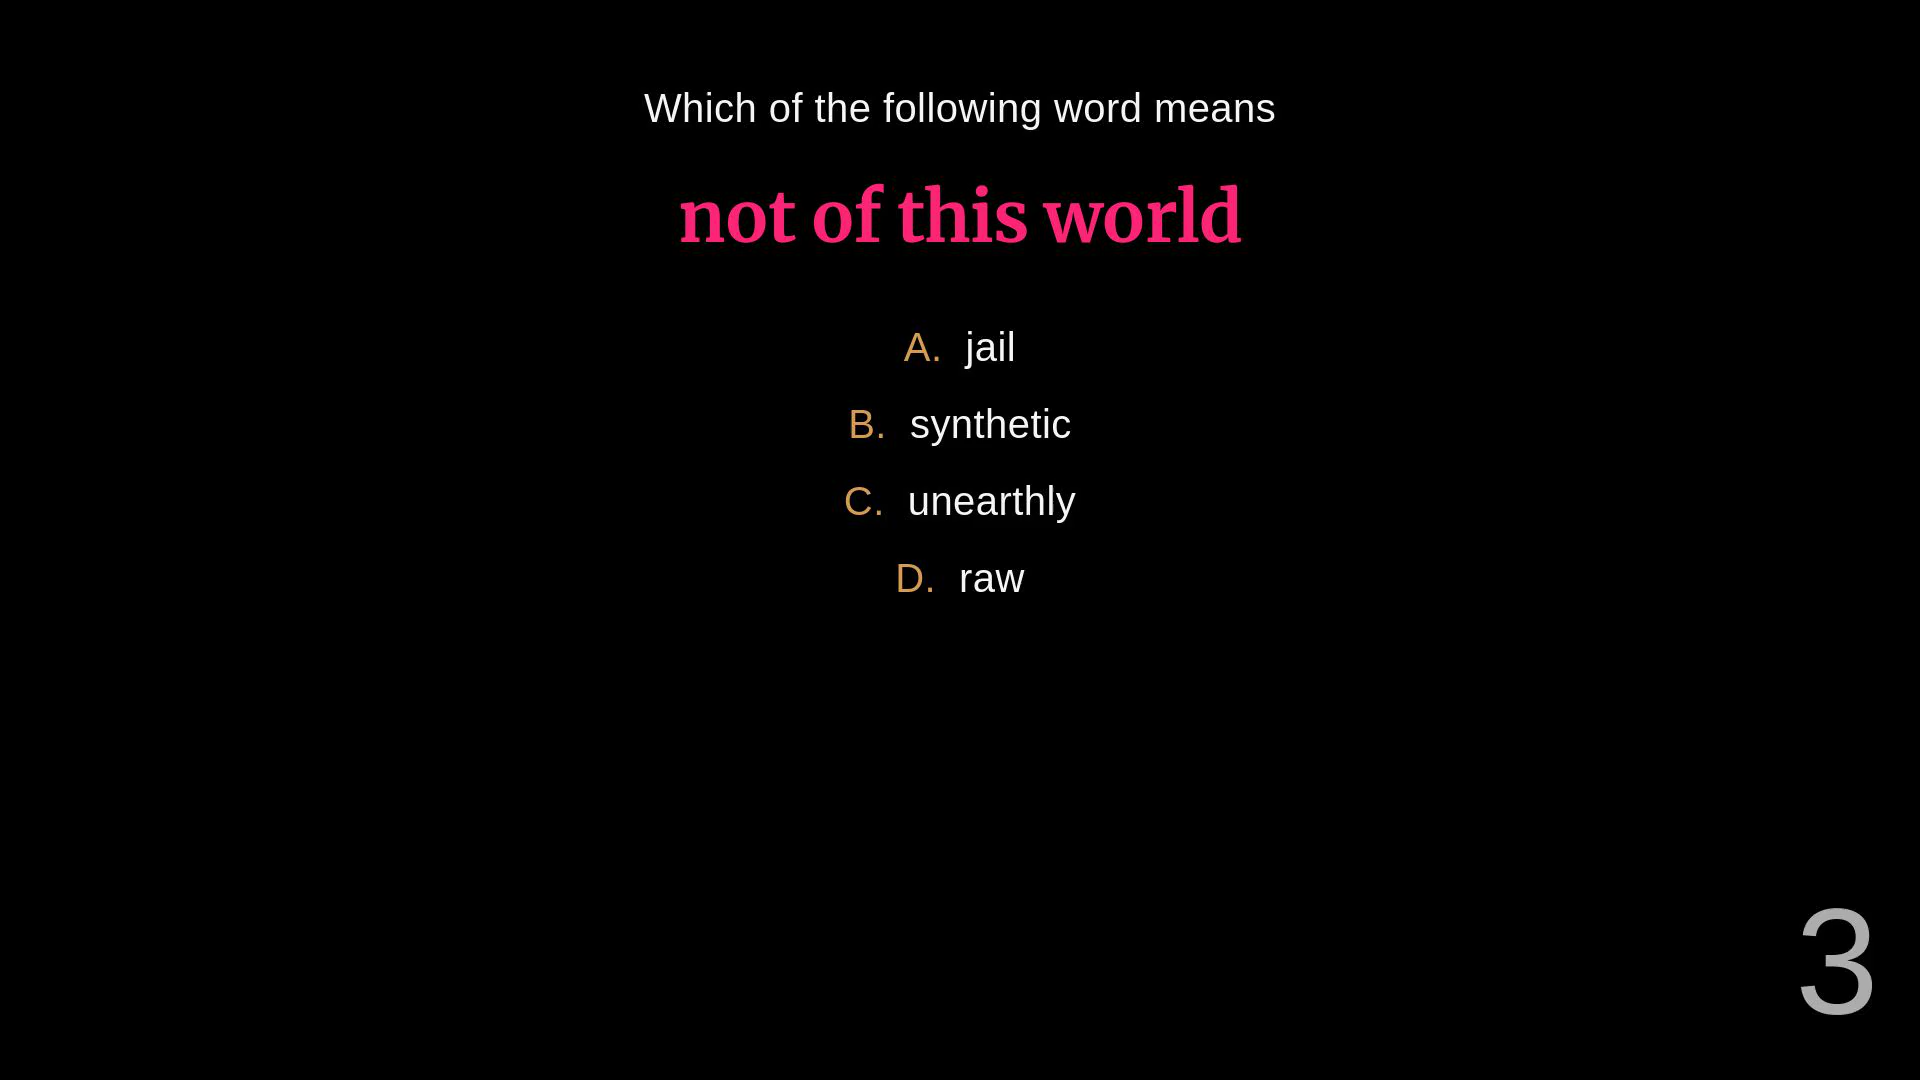 Which of the following word means
not of this world
A. jail
B. synthetic
C. unearthly
D. raw
3